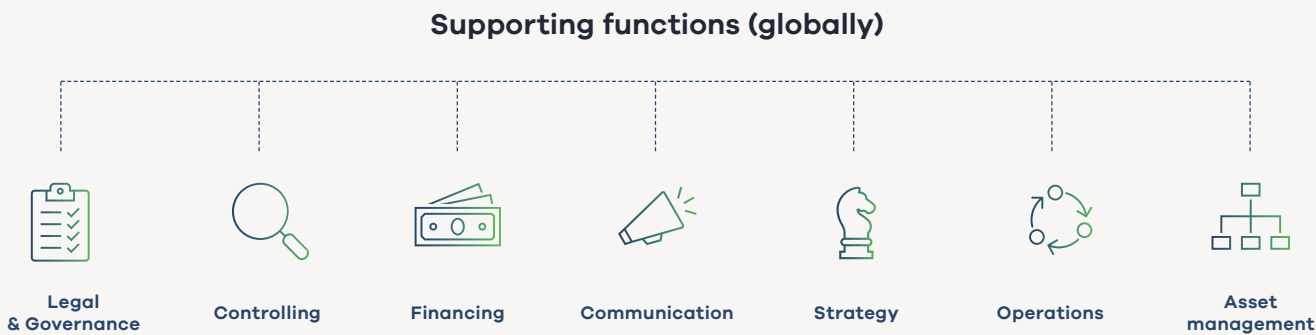 Supporting functions (globally)
Legal
& Governance
Controlling
Financing
Communication
Strategy
Operations
Asset
management